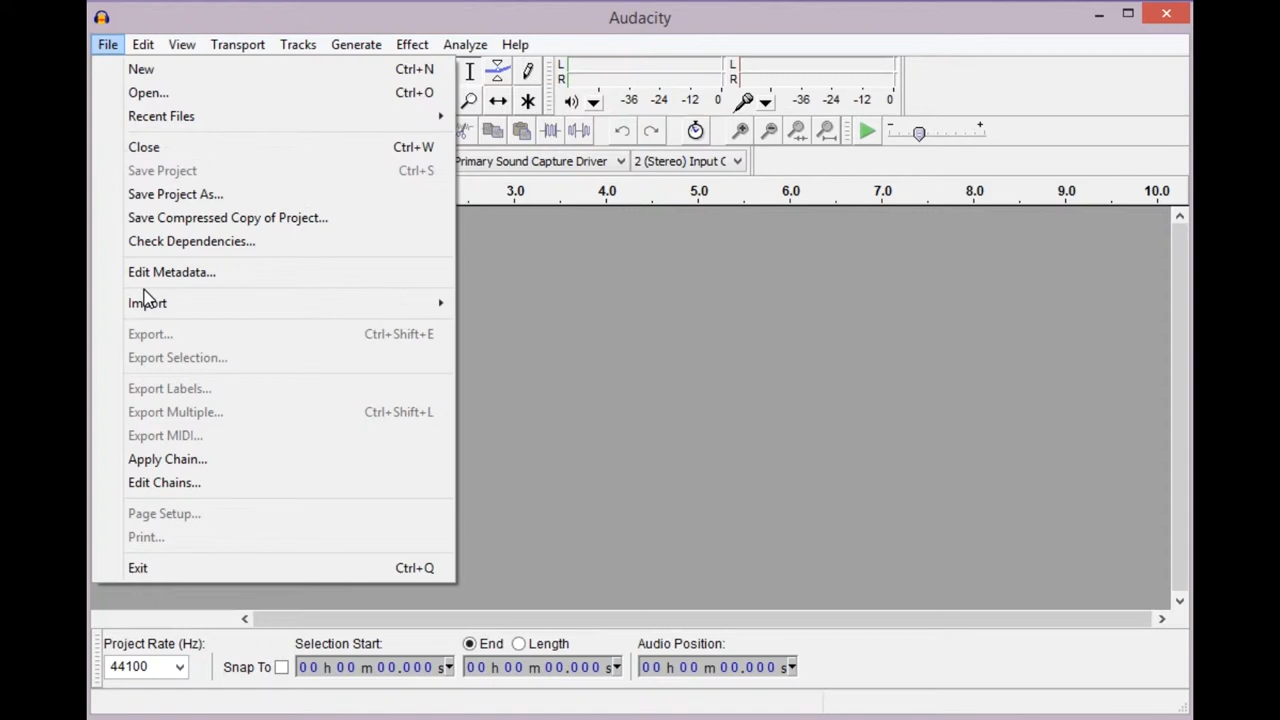 Audacity
File Edit View Transport Tracks Generate Effect Analyze Help
New Ctrl+N
Open... Ctrl+O
Recent Files
Close Ctrl+W
Save Project Ctrl+S
Save Project As...
Save Compressed Copy of Project...
Check Dependencies...
Edit Metadata...
Import
Export... Ctrl+Shift+E
Export Selection...
Export Labels...
Export Multiple... Ctrl+Shift+L
Export MIDI...
Apply Chain...
Edit Chains...
Page Setup...
Print...
Exit Ctrl+Q
L L
R R
-36 -24 -12 0 -36 -24 -12 0
- +
Primary Sound Capture Driver 2 (Stereo) Input C
3.0 4.0 5.0 6.0 7.0 8.0 9.0 10.0
Project Rate (Hz): Selection Start: End Length Audio Position:
44100 Snap To 00 h 00 m 00.000 s 00 h 00 m 00.000 s 00 h 00 m 00.000 s